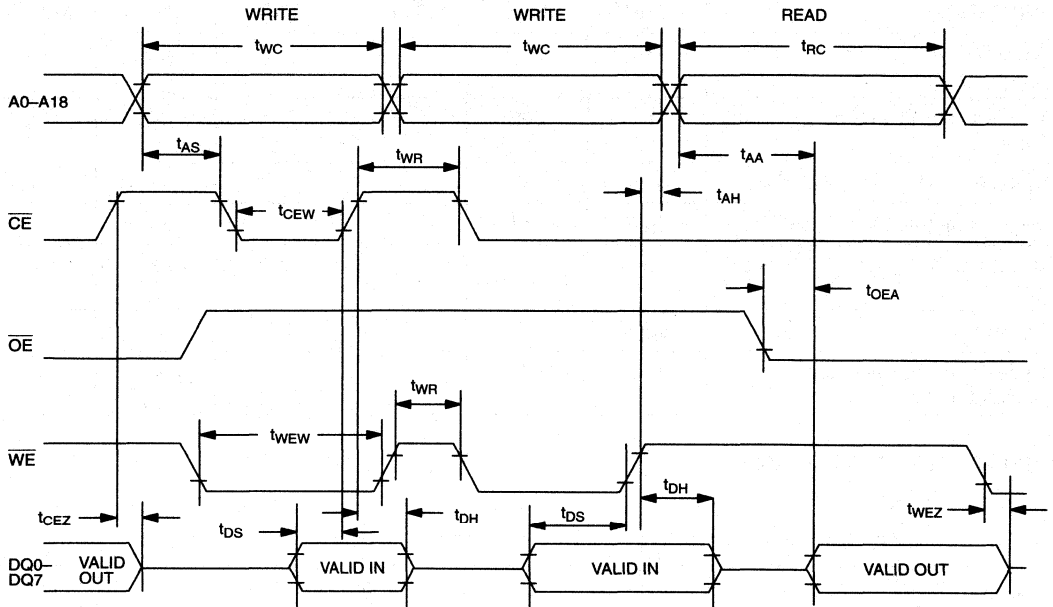 WRITE WRITE READ
tWC tWC tRC
A0–A18
tAS tWR tAA
tAH
CE tCEW
tOEA
OE
tWR
WE tWEW
tCEZ tDS tDH tDS tDH tWEZ
DQ0–DQ7 VALID OUT VALID IN VALID IN VALID OUT